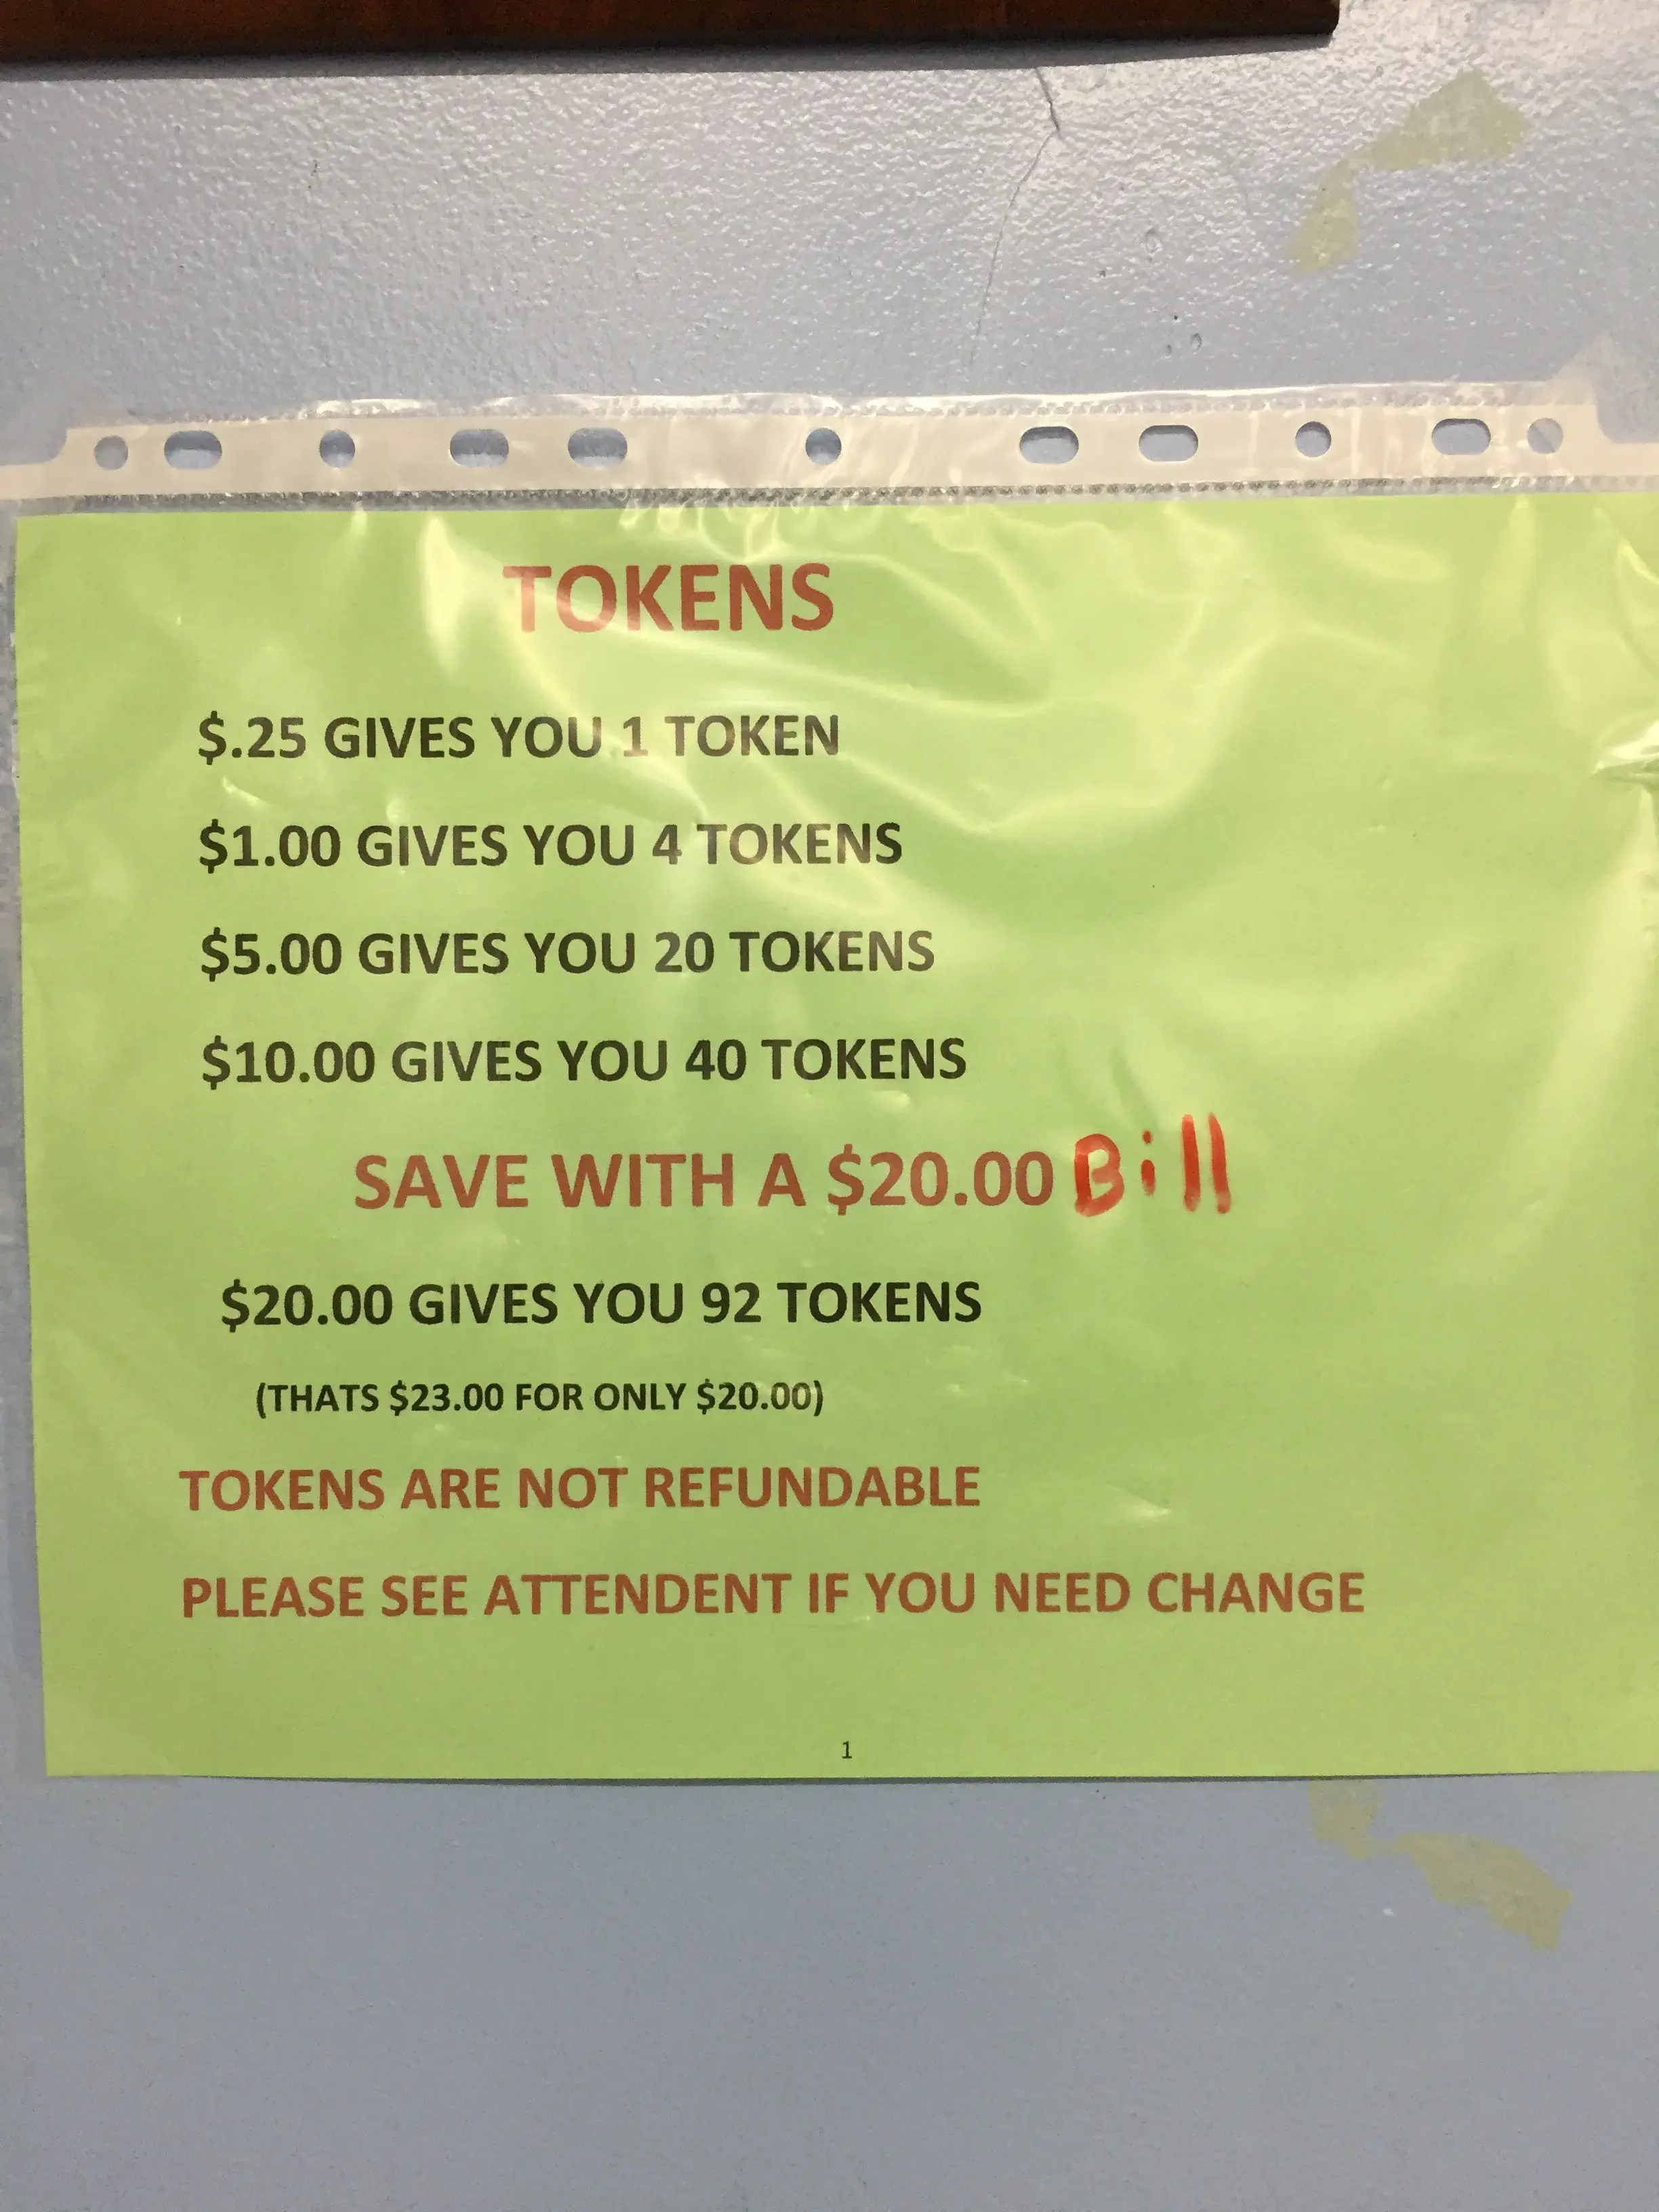 TOKENS
$.25 GIVES YOU 1 TOKEN
$1.00 GIVES YOU 4 TOKENS
$5.00 GIVES YOU 20 TOKENS
$10.00 GIVES YOU 40 TOKENS
SAVE WITH A $20.00 Bill
$20.00 GIVES YOU 92 TOKENS
(THATS $23.00 FOR ONLY $20.00)
TOKENS ARE NOT REFUNDABLE
PLEASE SEE ATTENDENT IF YOU NEED CHANGE
1